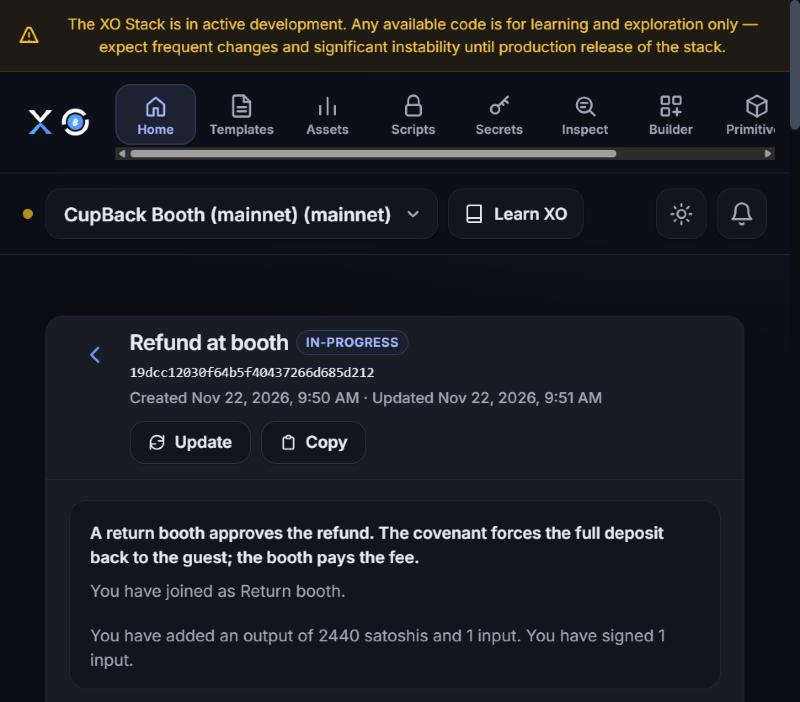 The XO Stack is in active development. Any available code is for learning and exploration only —
expect frequent changes and significant instability until production release of the stack.
XO
Home
Templates
Assets
Scripts
Secrets
Inspect
Builder
Primitiv
CupBack Booth (mainnet) (mainnet)
Learn XO
Refund at booth
IN-PROGRESS
19dcc12030f64b5f40437266d685d212
Created Nov 22, 2026, 9:50 AM · Updated Nov 22, 2026, 9:51 AM
Update
Copy
A return booth approves the refund. The covenant forces the full deposit
back to the guest; the booth pays the fee.
You have joined as Return booth.
You have added an output of 2440 satoshis and 1 input. You have signed 1
input.